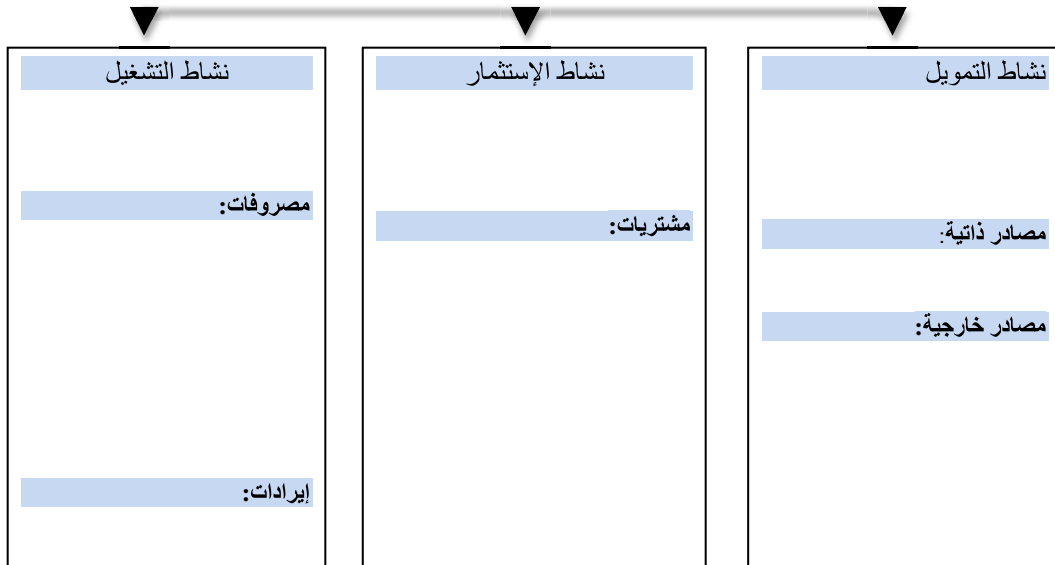 نشاط التمويل
مصادر ذاتية:
مصادر خارجية:
نشاط الإستثمار
مشتريات:
نشاط التشغيل
مصروفات:
إيرادات: